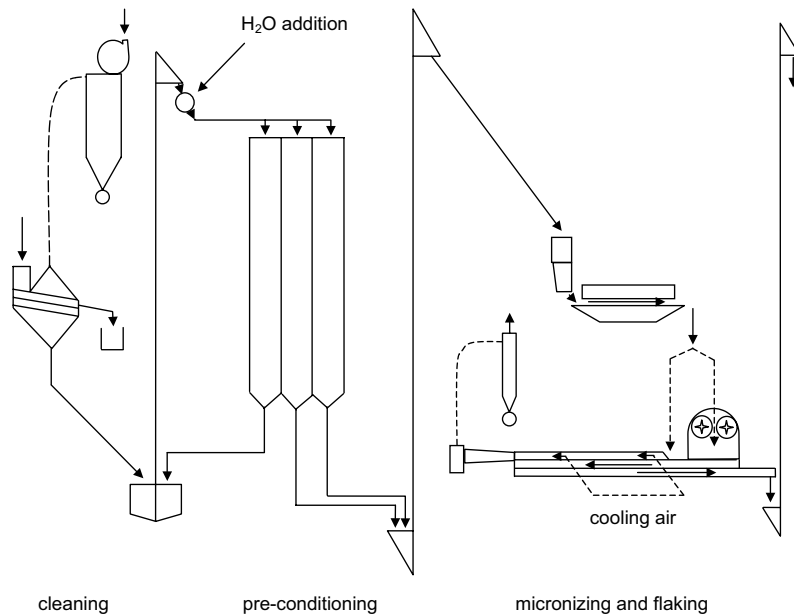 H₂O addition
cooling air
cleaning
pre-conditioning
micronizing and flaking